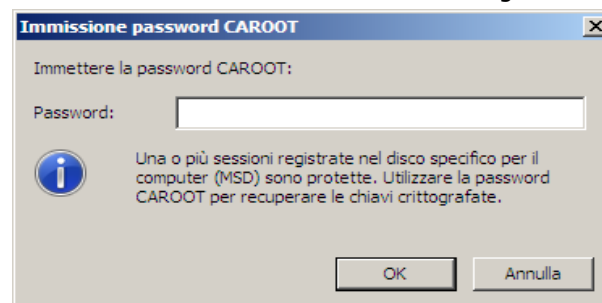 Immissione password CAROOT
Immettere la password CAROOT:
Password:
Una o più sessioni registrate nel disco specifico per il
computer (MSD) sono protette. Utilizzare la password
CAROOT per recuperare le chiavi crittografate.
OK Annulla